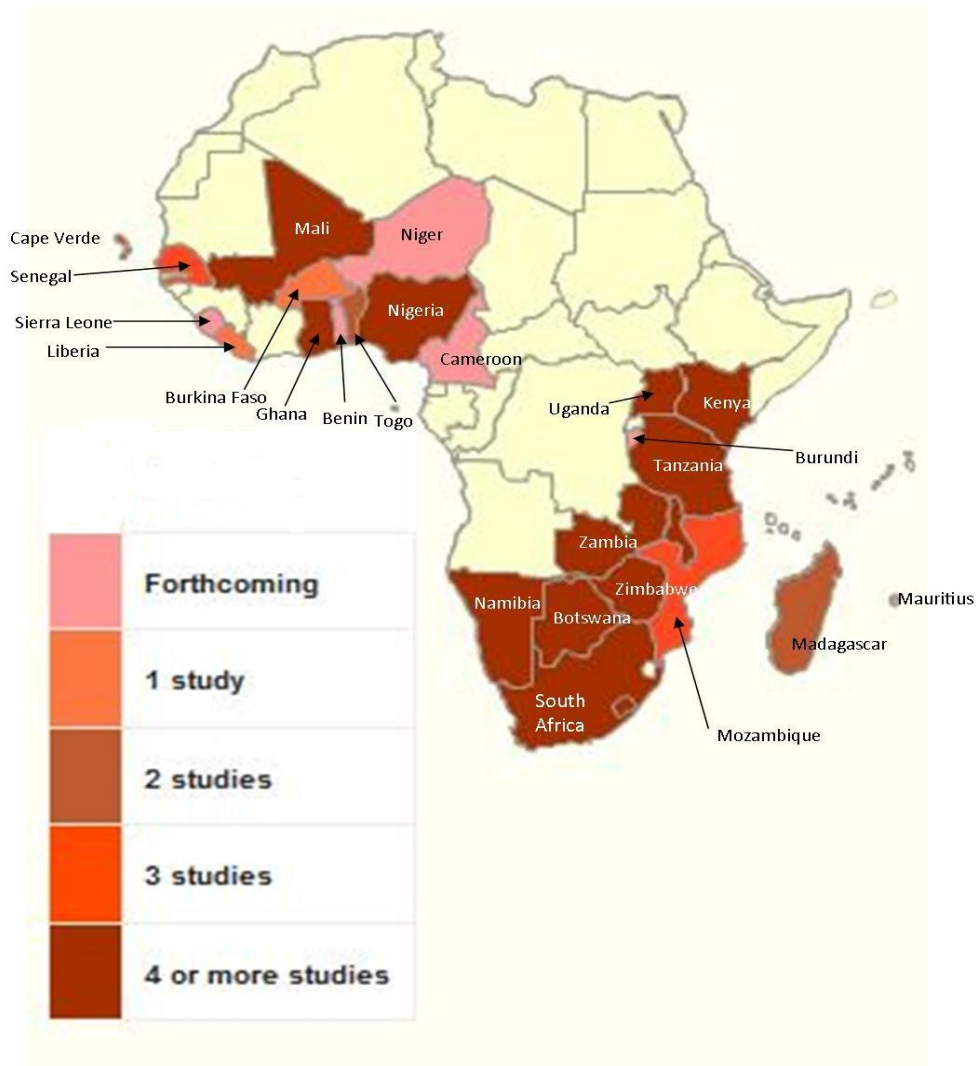 Mali
Niger
Cape Verde
Senegal
Nigeria
Sierra Leone
Liberia
Cameroon
Burkina Faso
Ghana
Benin
Togo
Uganda
Kenya
Burundi
Tanzania
Zambia
Zimbabwe
Namibia
Botswana
Mauritius
Madagascar
South
Africa
Mozambique
Forthcoming
1 study
2 studies
3 studies
4 or more studies